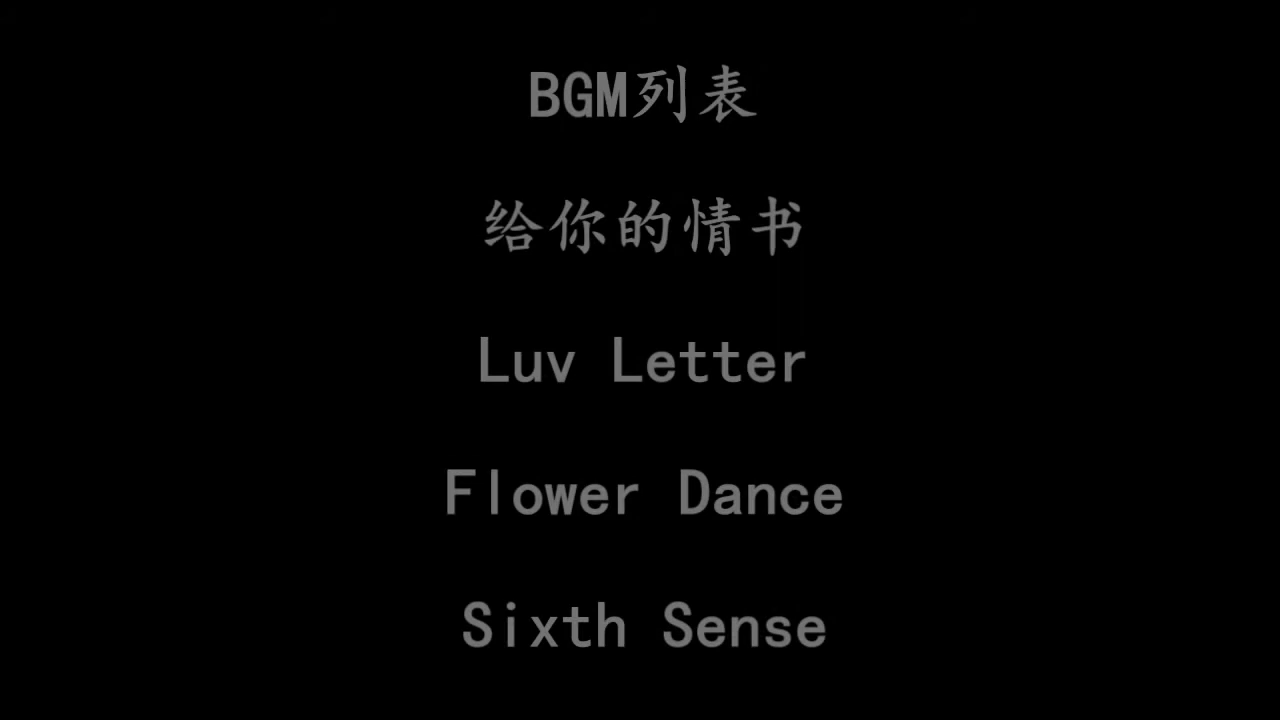 BGM列表
给你的情书
Luv Letter
Flower Dance
Sixth Sense